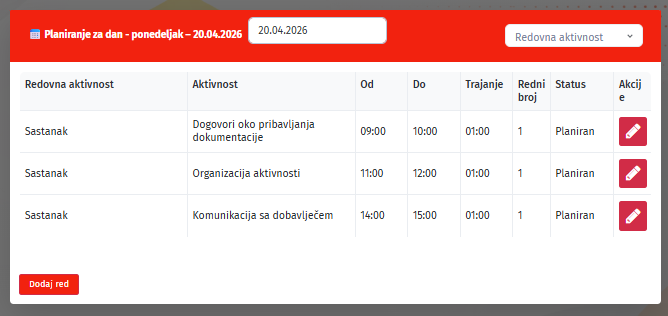 Planiranje za dan - ponedeljak – 20.04.2026
20.04.2026
Redovna aktivnost
Redovna aktivnost Aktivnost Od Do Trajanje Redni broj Status Akcije
Sastanak Dogovori oko pribavljanja dokumentacije 09:00 10:00 01:00 1 Planiran
Sastanak Organizacija aktivnosti 11:00 12:00 01:00 1 Planiran
Sastanak Komunikacija sa dobavlječem 14:00 15:00 01:00 1 Planiran
Dodaj red